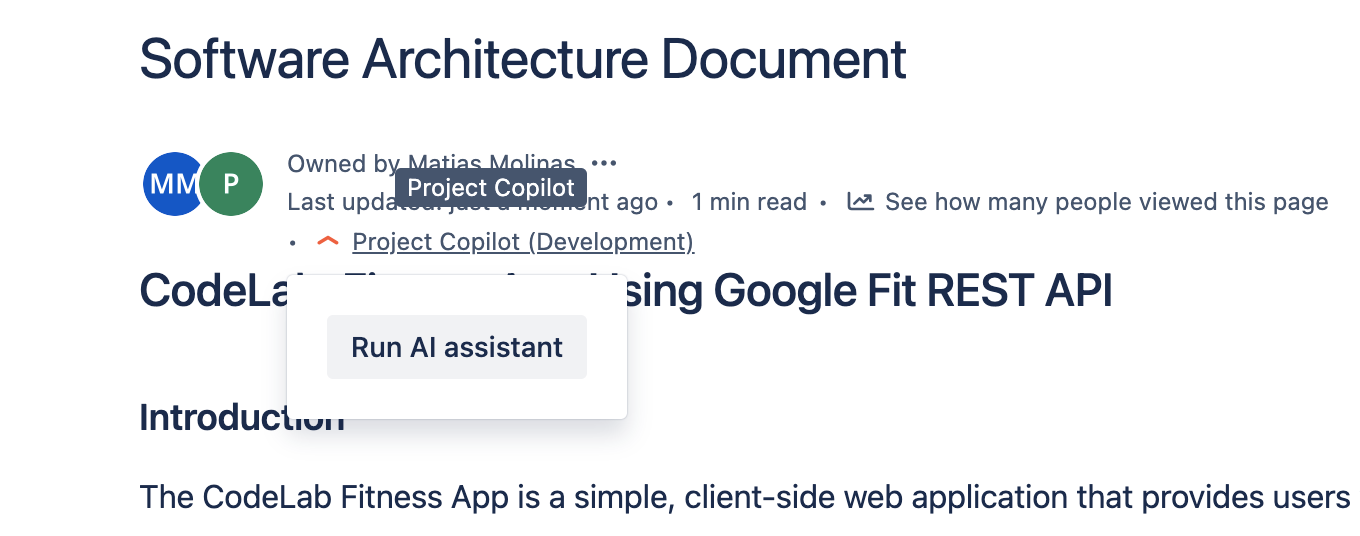 Software Architecture Document
MM P Owned by Matias Molinas •••
Project Copilot
Last updated: just a moment ago • 1 min read • See how many people viewed this page
• Project Copilot (Development)
CodeLa sing Google Fit REST API
Run AI assistant
Introduction
The CodeLab Fitness App is a simple, client-side web application that provides users